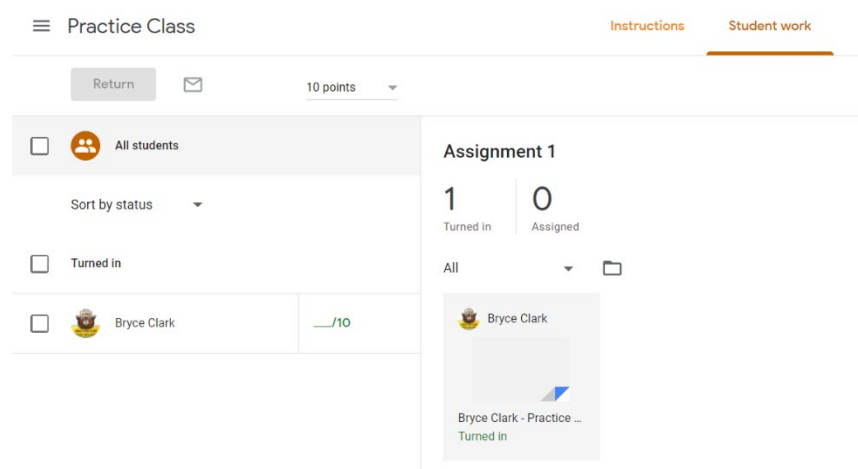 Practice Class
Instructions
Student work
Return
10 points
All students
Sort by status
Turned in
Bryce Clark
__/10
Assignment 1
1
Turned in
0
Assigned
All
Bryce Clark
Bryce Clark - Practice ...
Turned in